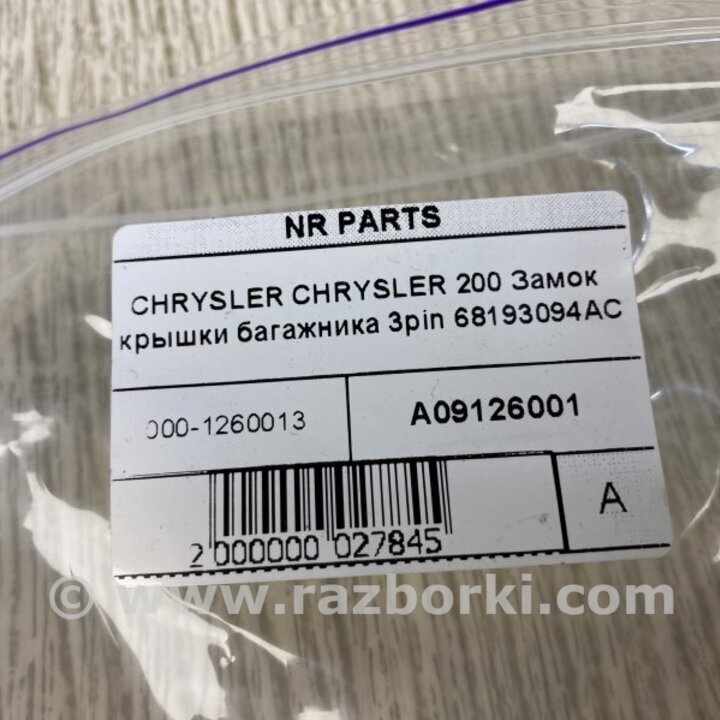 NR PARTS
CHRYSLER CHRYSLER 200 Замок
крышки багажника 3pin 68193094AC
000-1260013
A09126001
A
2 000000 027845
© www.razborki.com